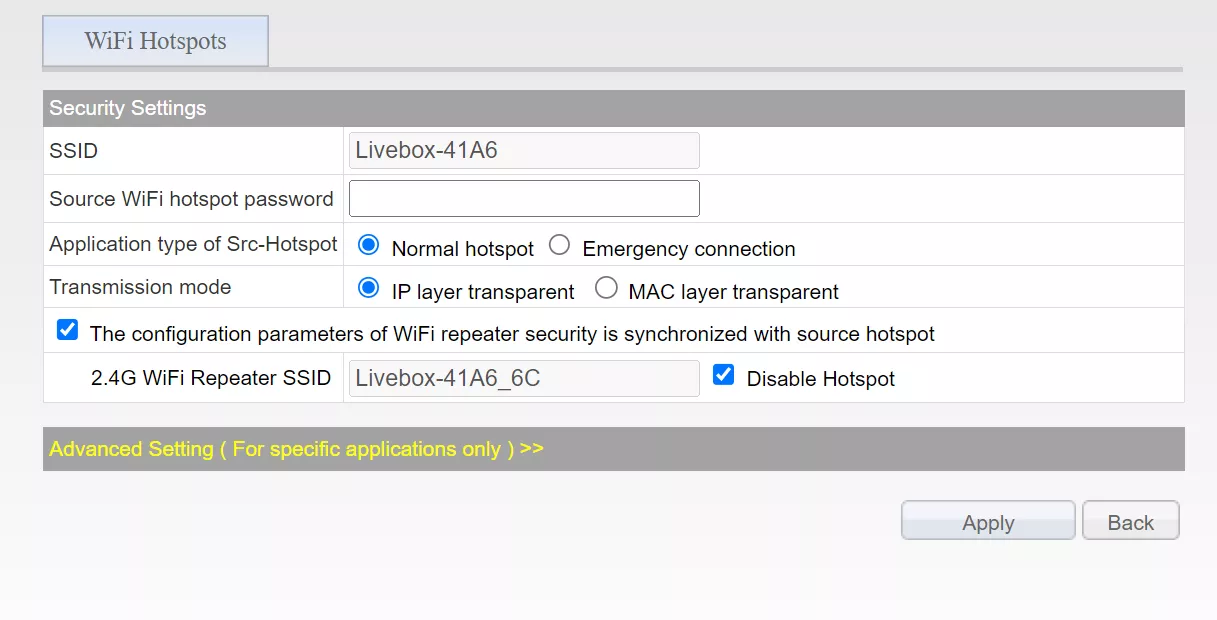 WiFi Hotspots
Security Settings
SSID Livebox-41A6
Source WiFi hotspot password
Application type of Src-Hotspot Normal hotspot Emergency connection
Transmission mode IP layer transparent MAC layer transparent
The configuration parameters of WiFi repeater security is synchronized with source hotspot
2.4G WiFi Repeater SSID Livebox-41A6_6C Disable Hotspot
Advanced Setting ( For specific applications only ) >>
Apply Back